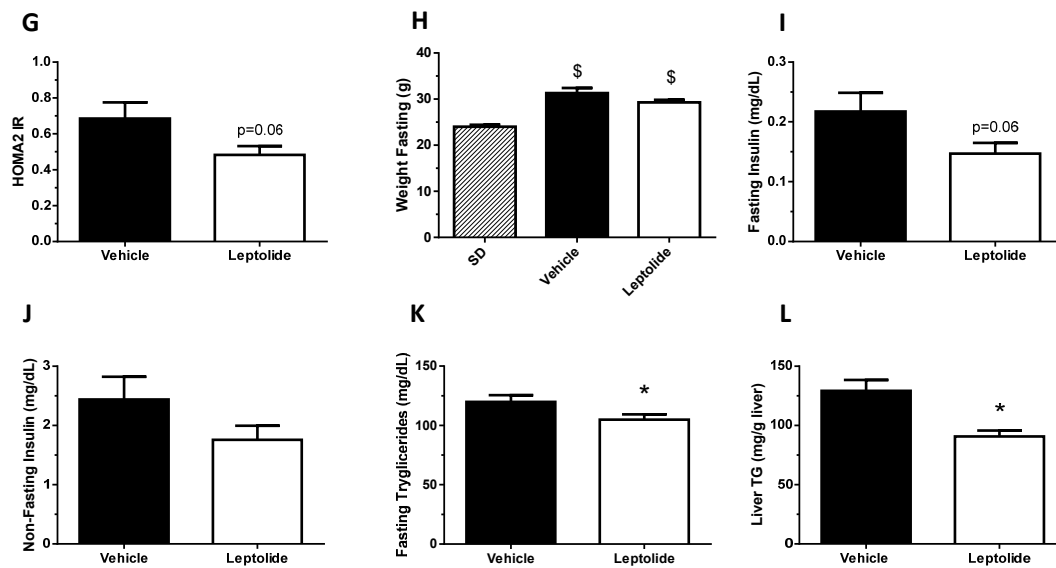 G
HOMA2 IR
1.0
0.8
0.6
0.4
0.2
0.0
p=0.06
Vehicle
Leptolide
H
Weight Fasting (g)
40
30
20
10
0
$
$
SD
Vehicle
Leptolide
I
Fasting Insulin (mg/dL)
0.3
0.2
0.1
0.0
p=0.06
Vehicle
Leptolide
J
Non-Fasting Insulin (mg/dL)
3
2
1
0
Vehicle
Leptolide
K
Fasting Tryglicerides (mg/dL)
150
100
50
0
*
Vehicle
Leptolide
L
Liver TG (mg/g liver)
150
100
50
0
*
Vehicle
Leptolide